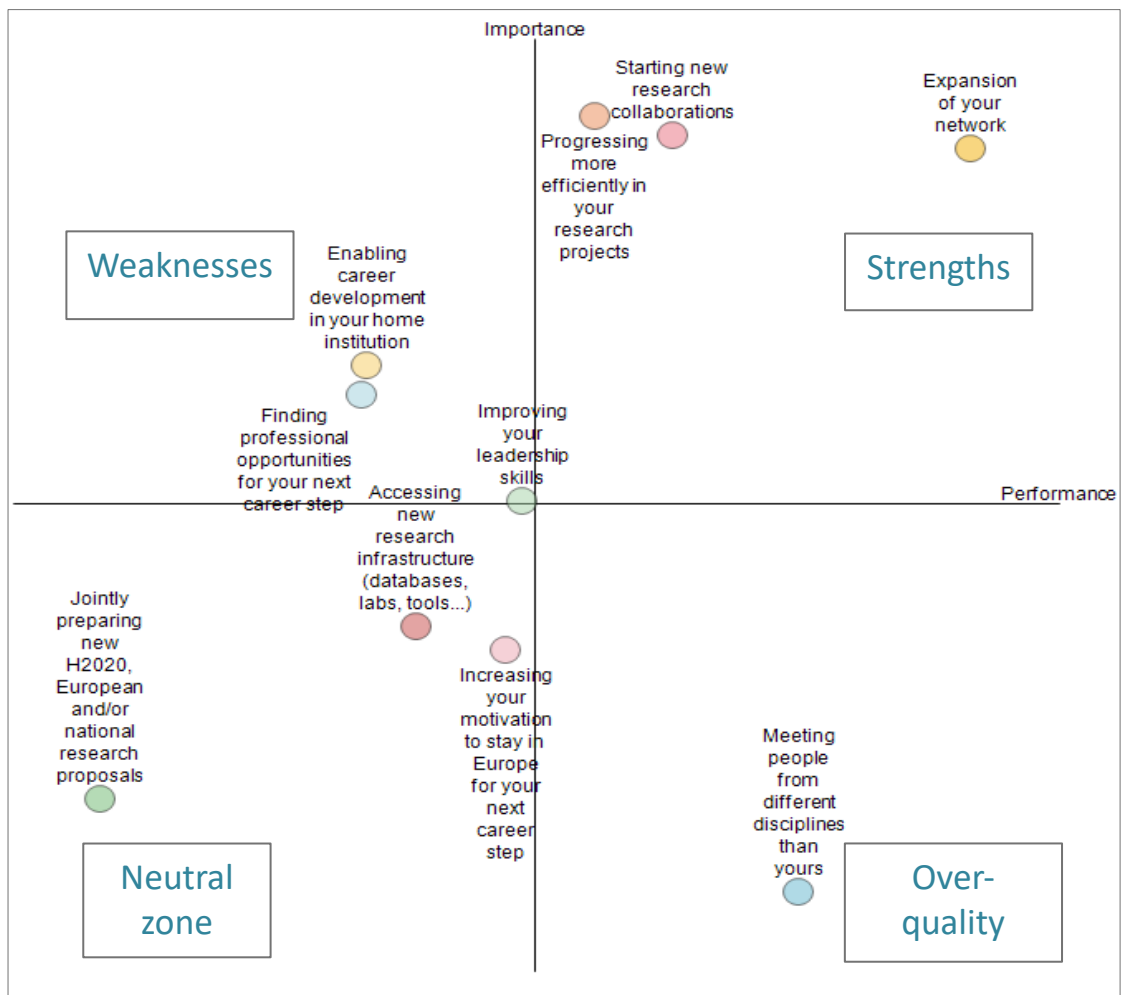 Importance
Starting new
research
collaborations
Expansion
of your
network
Progressing
more
efficiently in
your
research
projects
Weaknesses
Strengths
Enabling
career
development
in your home
institution
Finding
professional
opportunities
for your next
career step
Improving
your
leadership
skills
Performance
Accessing
new
research
infrastructure
(databases,
labs, tools...)
Jointly
preparing
new
H2020,
European
and/or
national
research
proposals
Increasing
your
motivation
to stay in
Europe
for your
next
career
step
Meeting
people
from
different
disciplines
than
yours
Neutral
zone
Over-
quality